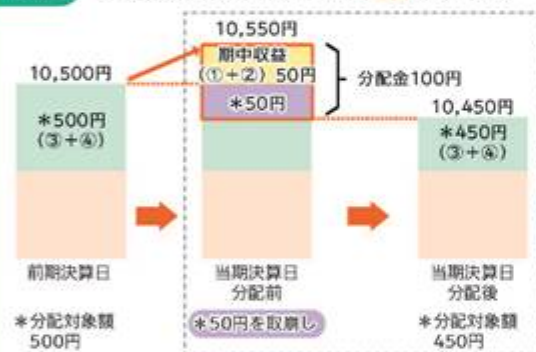 10,550円
期中収益
(①+②) 50円
*50円
分配金100円
10,500円
*500円
(③+④)
10,450円
*450円
(③+④)
前期決算日
当期決算日
分配前
当期決算日
分配後
*分配対象額
500円
*50円を取崩し
*分配対象額
450円